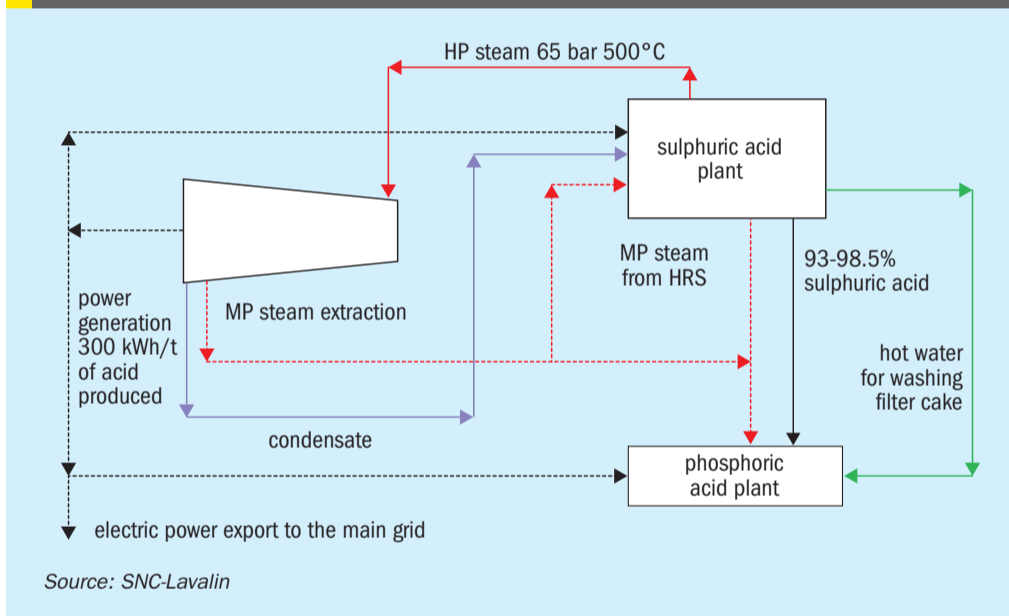 HP steam 65 bar 500°C
sulphuric acid
plant
MP steam
from HRS
93-98.5%
sulphuric acid
power
generation
300 kWh/t
of acid
produced
MP steam extraction
hot water
for washing
filter cake
condensate
phosphoric
acid plant
electric power export to the main grid
Source: SNC-Lavalin